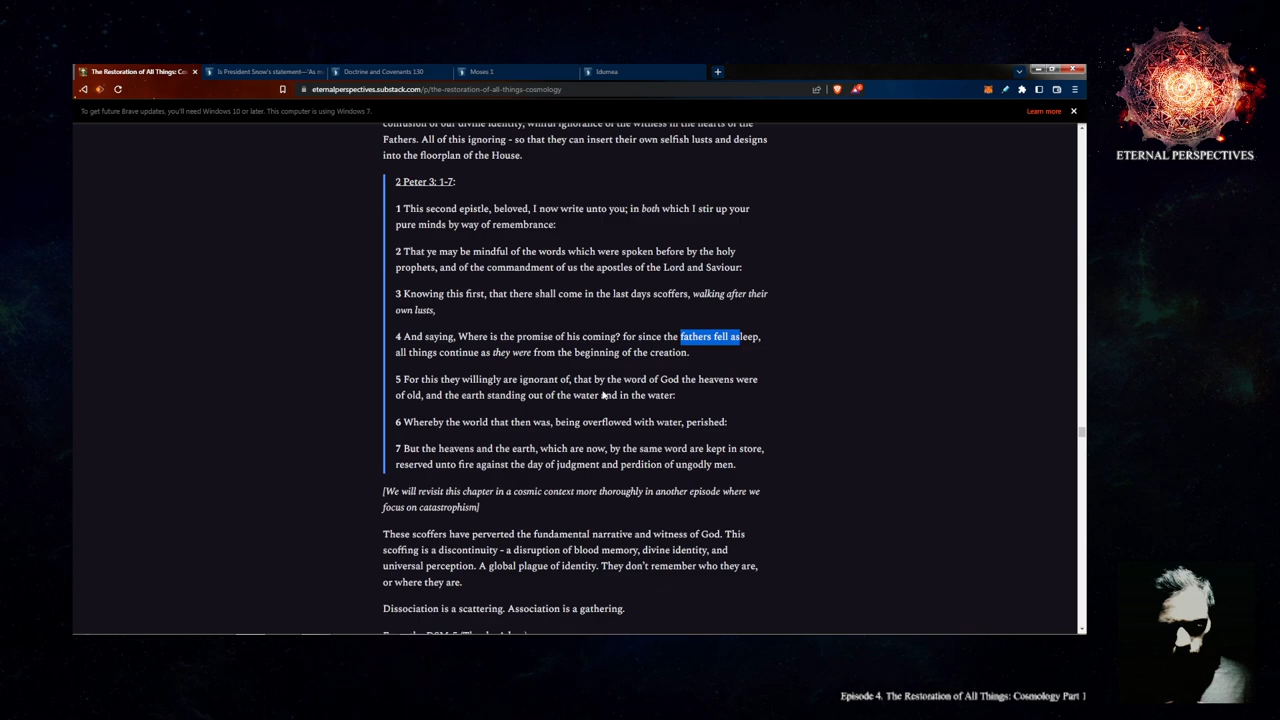 The Restoration of All Things: Co
Is President Snow's statement—'As m
Doctrine and Covenants 130
Moses 1
Idumea
eternalperspectives.substack.com/p/the-restoration-of-all-things-cosmology
To get future Brave updates, you'll need Windows 10 or later. This computer is using Windows 7.
Learn more
ETERNAL PERSPECTIVES
confusion of our divine identity, willful ignorance of the witness in the hearts of the
Fathers. All of this ignoring - so that they can insert their own selfish lusts and designs
into the floorplan of the House.
2 Peter 3: 1-7:
1 This second epistle, beloved, I now write unto you; in both which I stir up your
pure minds by way of remembrance:
2 That ye may be mindful of the words which were spoken before by the holy
prophets, and of the commandment of us the apostles of the Lord and Saviour:
3 Knowing this first, that there shall come in the last days scoffers, walking after their
own lusts,
4 And saying, Where is the promise of his coming? for since the fathers fell asleep,
all things continue as they were from the beginning of the creation.
5 For this they willingly are ignorant of, that by the word of God the heavens were
of old, and the earth standing out of the water and in the water:
6 Whereby the world that then was, being overflowed with water, perished:
7 But the heavens and the earth, which are now, by the same word are kept in store,
reserved unto fire against the day of judgment and perdition of ungodly men.
[We will revisit this chapter in a cosmic context more thoroughly in another episode where we
focus on catastrophism]
These scoffers have perverted the fundamental narrative and witness of God. This
scoffing is a discontinuity - a disruption of blood memory, divine identity, and
universal perception. A global plague of identity. They don't remember who they are,
or where they are.
Dissociation is a scattering. Association is a gathering.
Episode 4. The Restoration of All Things: Cosmology Part 1